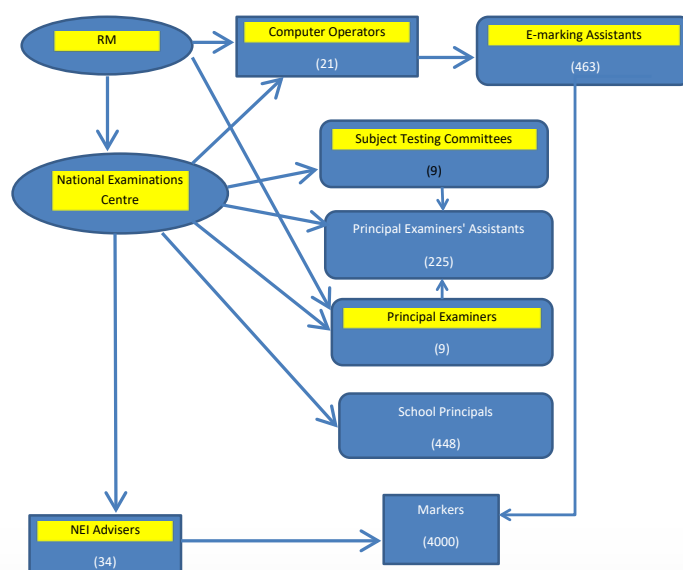 RM
Computer Operators
(21)
E-marking Assistants
(463)
Subject Testing Committees
(9)
National Examinations
Centre
Principal Examiners' Assistants
(225)
Principal Examiners
(9)
School Principals
(448)
NEI Advisers
(34)
Markers
(4000)